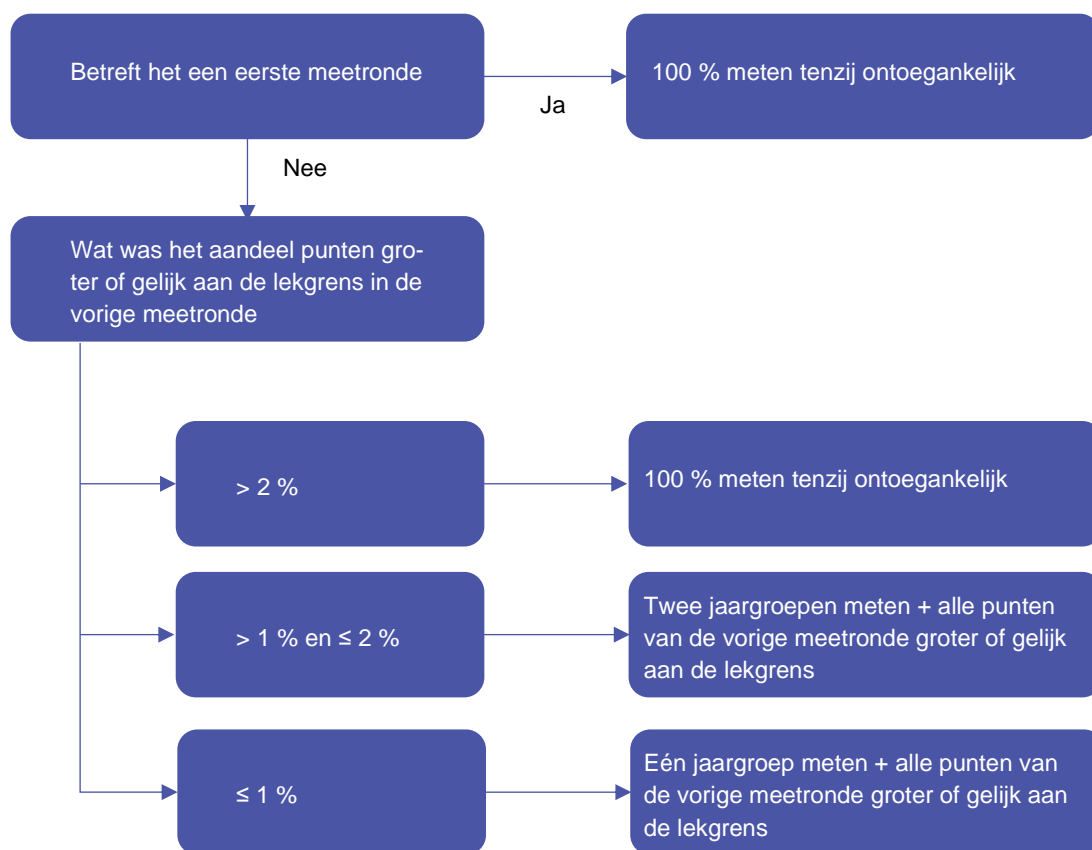 Betreft het een eerste meetronde
100 % meten tenzij ontoegankelijk
Ja
Nee
Wat was het aandeel punten gro-
ter of gelijk aan de lekgrens in de
vorige meetronde
> 2 %
100 % meten tenzij ontoegankelijk
> 1 % en ≤ 2 %
Twee jaargroepen meten + alle punten
van de vorige meetronde groter of gelijk
aan de lekgrens
≤ 1 %
Eén jaargroep meten + alle punten van
de vorige meetronde groter of gelijk aan
de lekgrens